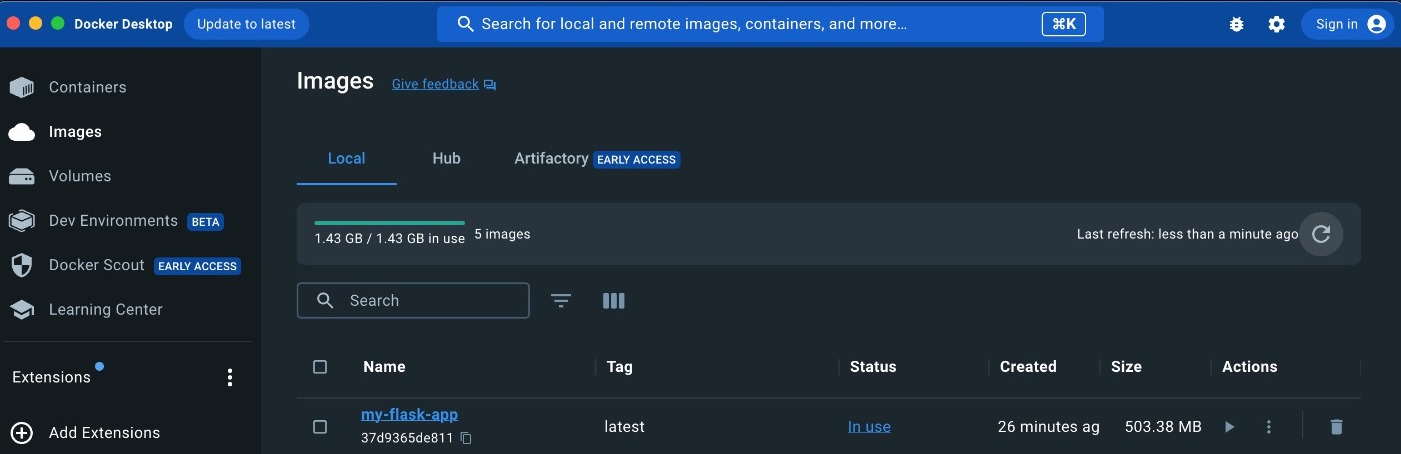 Docker Desktop Update to latest Search for local and remote images, containers, and more... ⌘K Sign in
Containers
Images
Volumes
Dev Environments BETA
Docker Scout EARLY ACCESS
Learning Center
Extensions
Add Extensions
Images Give feedback
Local Hub Artifactory EARLY ACCESS
1.43 GB / 1.43 GB in use 5 images Last refresh: less than a minute ago
Search
Name Tag Status Created Size Actions
my-flask-app
37d9365de811
latest In use 26 minutes ag 503.38 MB